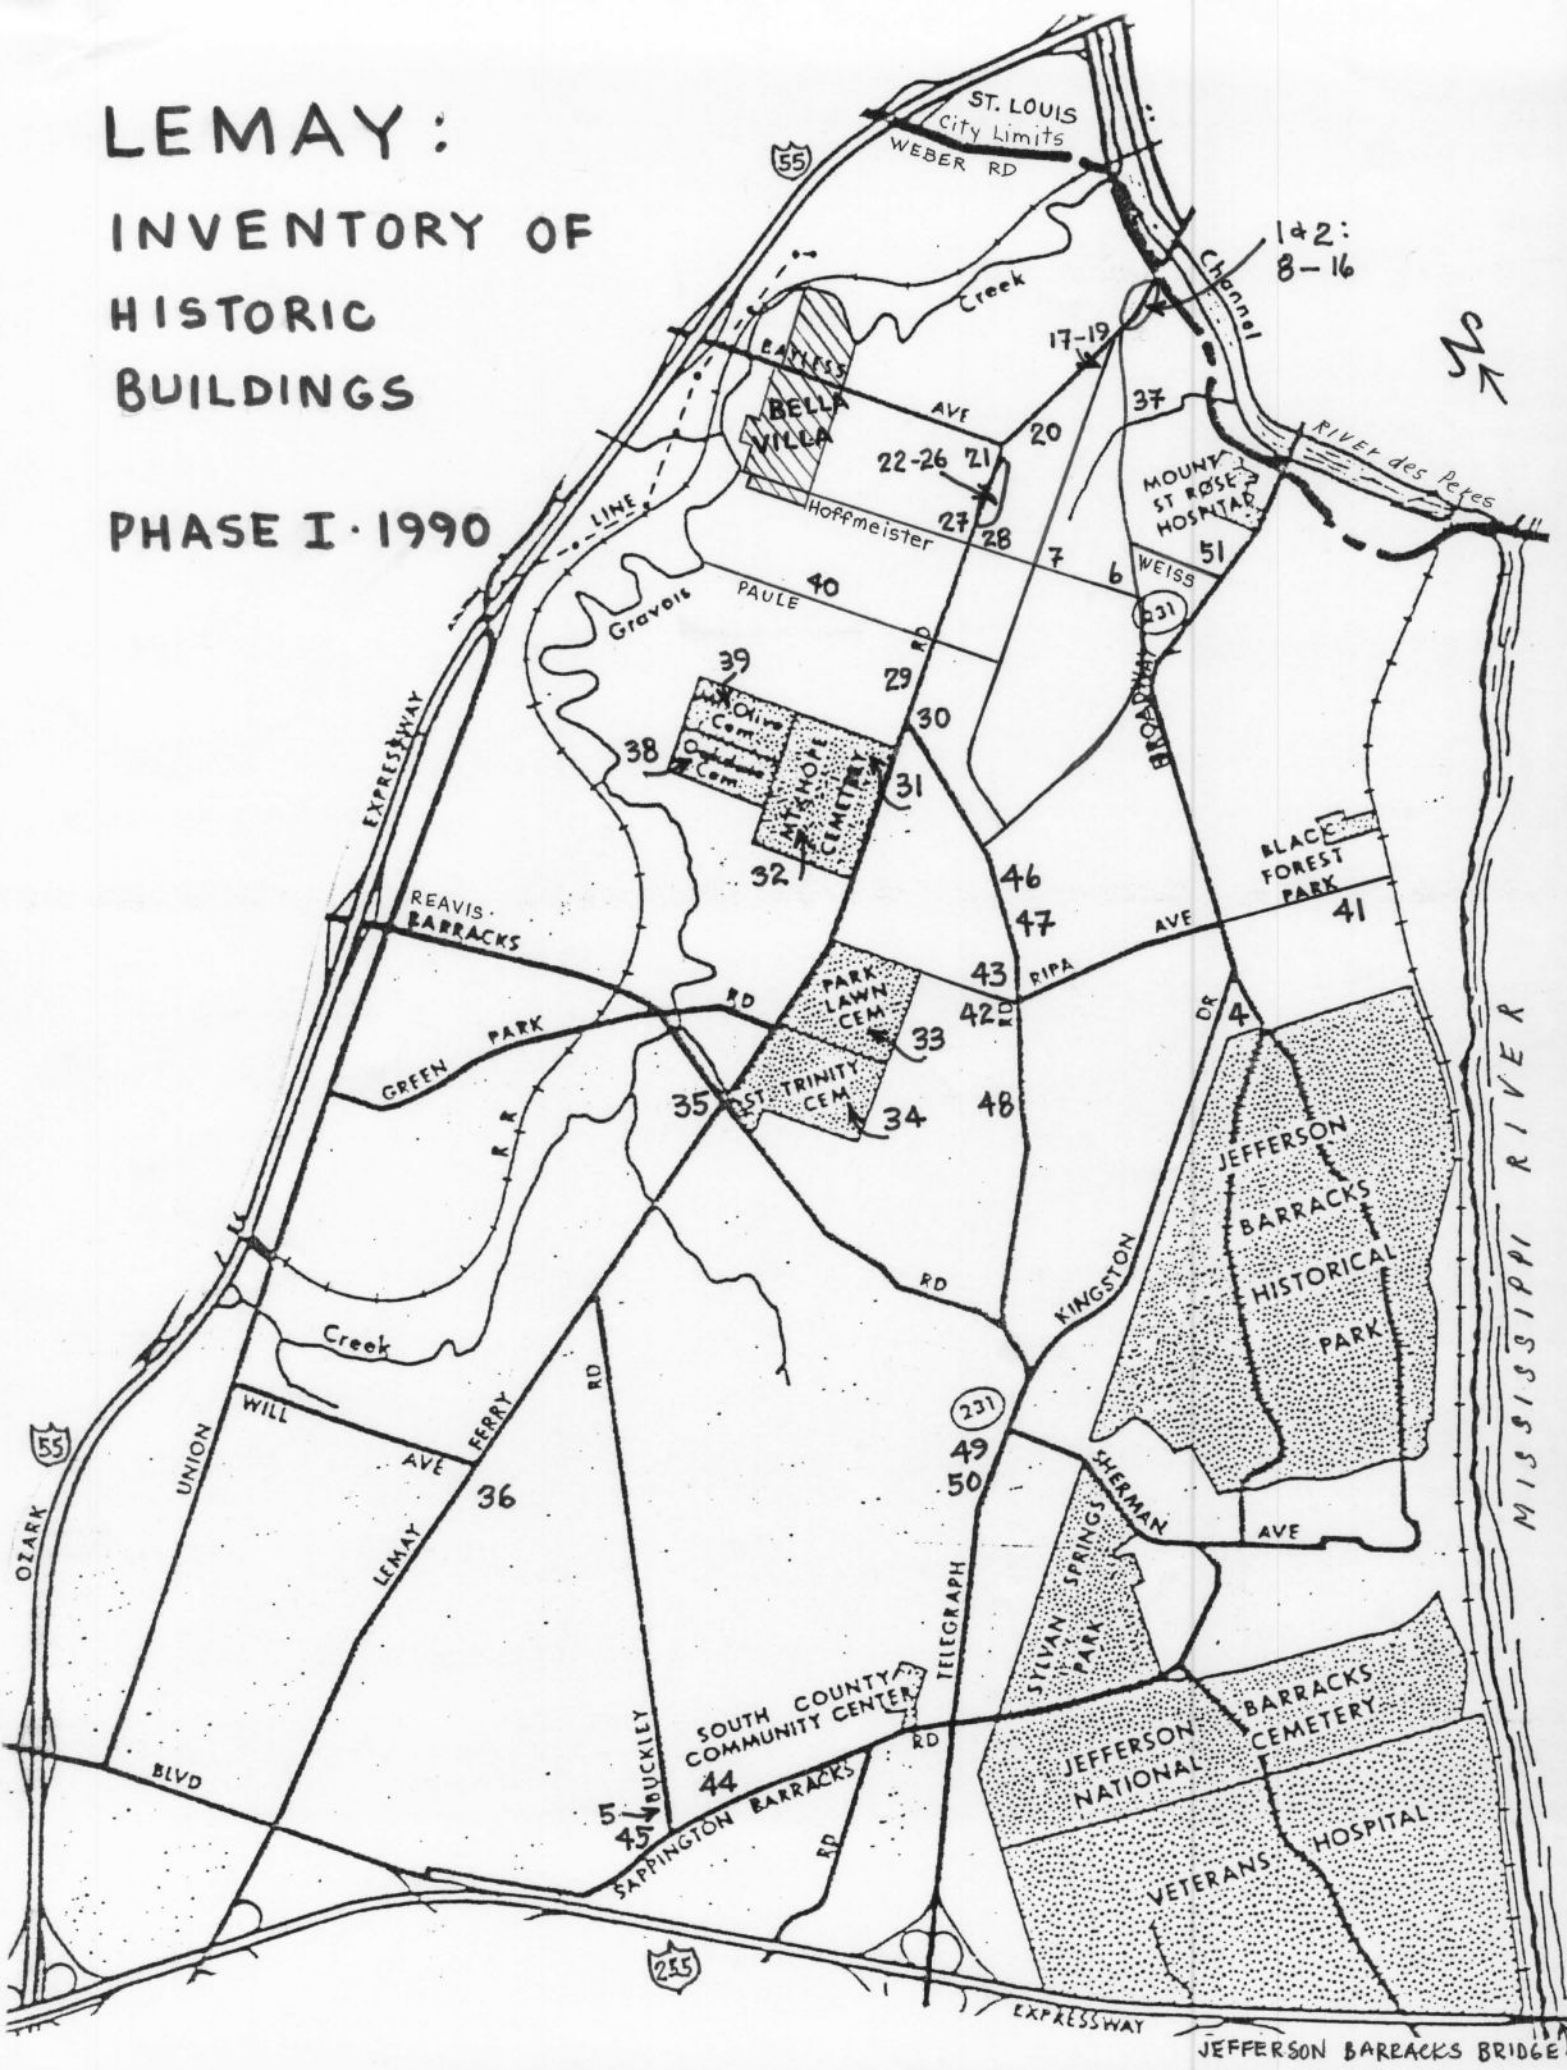 LEMAY:
INVENTORY OF
HISTORIC
BUILDINGS
PHASE I · 1990
ST. LOUIS
City Limits
WEBER RD
55
1 & 2:
8-16
Channel
Creek
17-19
N
BAYLESS
AVE
BELLA
VILLA
20
37
RIVER des Peres
22-26
21
MOUNT
ST ROSE
HOSPITAL
LINE
Hoffmeister
27
28
7
6
51
WEISS
231
Gravois
PAULE
40
RD
BROADWAY
39
29
30
Mt Olive
Cem
38
Cem
MT HOPE
CEMETERY
31
32
EXPRESSWAY
BLACK
FOREST
PARK
41
46
47
REAVIS
BARRACKS
RD
AVE
RIPA
43
42
RD
PARK
LAWN
CEM
33
DR
4
GREEN
PARK
35
ST TRINITY
CEM
34
48
R R
JEFFERSON
BARRACKS
HISTORICAL
PARK
MISSISSIPPI RIVER
RD
KINGSTON
Creek
RD
WILL
AVE
FERRY
231
49
50
55
UNION
36
SHERMAN
AVE
OZARK
LEMAY
TELEGRAPH
SYLVAN SPRINGS
PARK
SOUTH COUNTY
COMMUNITY CENTER
BUCKLEY
RD
44
BARRACKS
CEMETERY
JEFFERSON
NATIONAL
BLVD
5
45
SAPPINGTON BARRACKS
RD
VETERANS
HOSPITAL
255
EXPRESSWAY
JEFFERSON BARRACKS BRIDGE